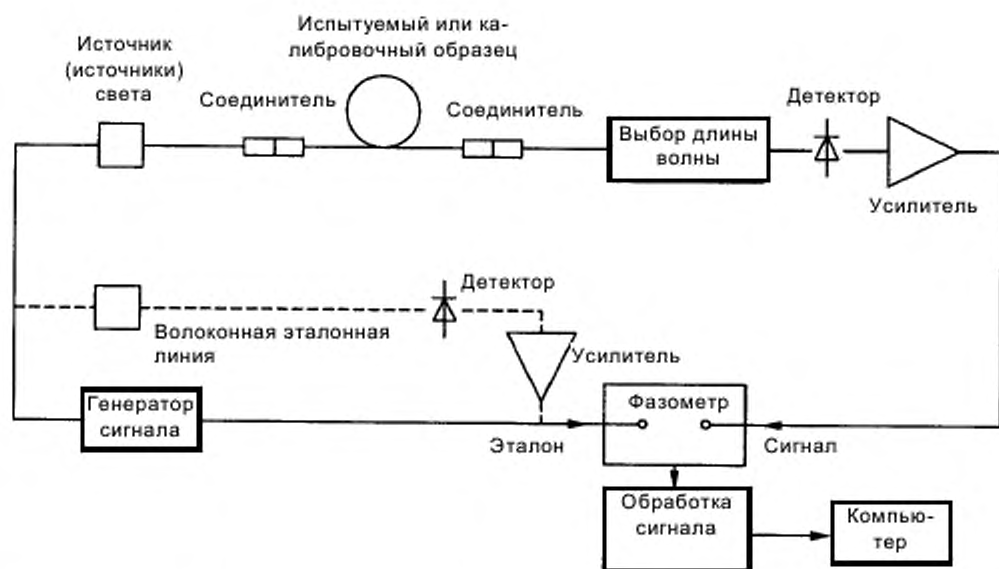 Источник
(источники)
света
Испытуемый или ка-
либровочный образец
Соединитель
Соединитель
Выбор длины
волны
Детектор
Усилитель
Детектор
Волоконная эталонная
линия
Усилитель
Генератор
сигнала
Эталон
Фазометр
Сигнал
Обработка
сигнала
Компью-
тер